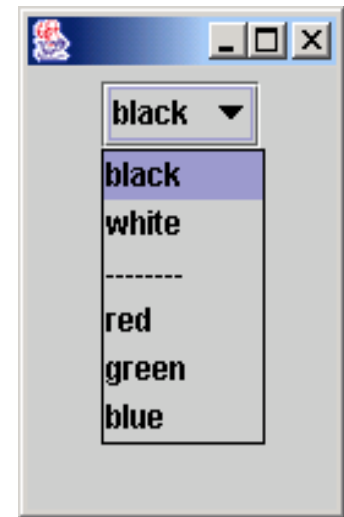 black
black
white
--------
red
green
blue